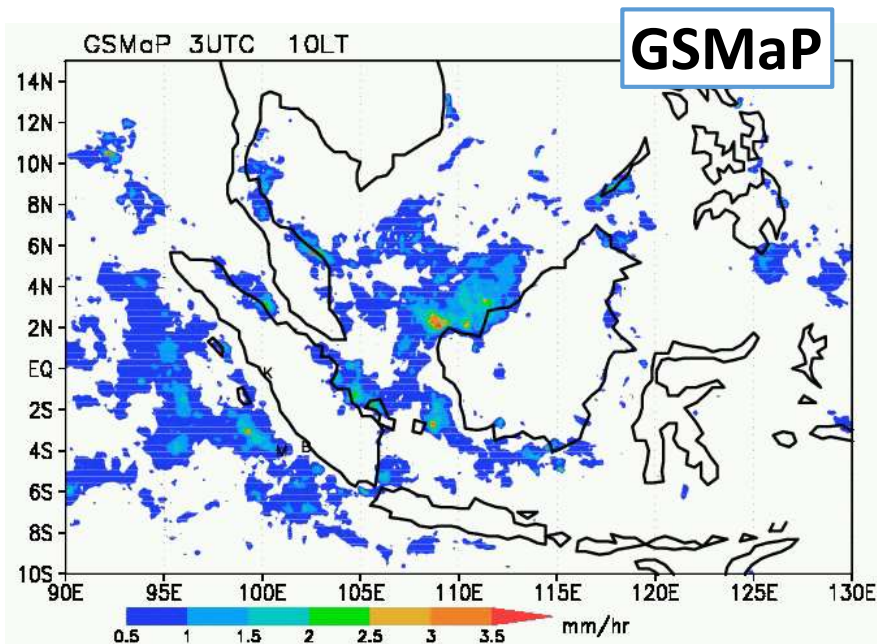 GSMaP 3UTC 10LT
GSMaP
14N
12N
10N
8N
6N
4N
2N
EQ
2S
4S
6S
8S
10S
K
M B
90E 95E 100E 105E 110E 115E 120E 125E 130E
0.5 1 1.5 2 2.5 3 3.5 mm/hr